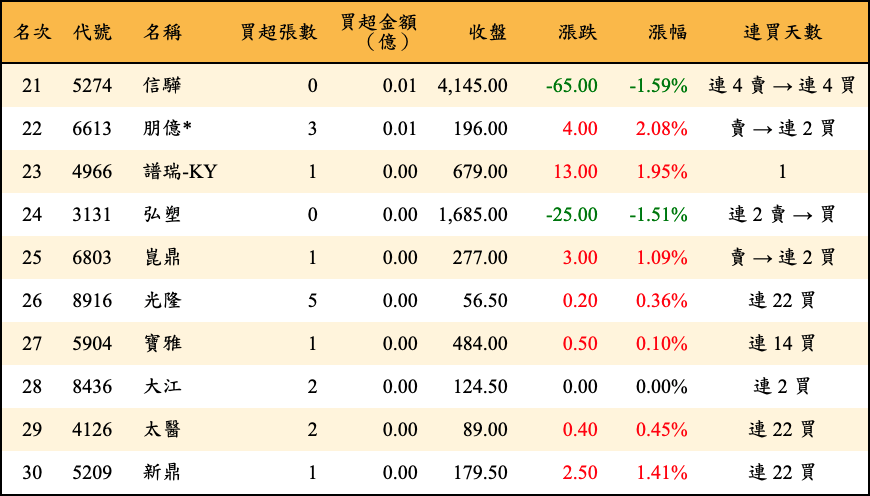 名次 代號 名稱 買超張數 買超金額（億） 收盤 漲跌 漲幅 連買天數
21 5274 信驊 0 0.01 4,145.00 -65.00 -1.59% 連 4 賣 → 連 4 買
22 6613 朋億* 3 0.01 196.00 4.00 2.08% 賣 → 連 2 買
23 4966 譜瑞-KY 1 0.00 679.00 13.00 1.95% 1
24 3131 弘塑 0 0.00 1,685.00 -25.00 -1.51% 連 2 賣 → 買
25 6803 崑鼎 1 0.00 277.00 3.00 1.09% 賣 → 連 2 買
26 8916 光隆 5 0.00 56.50 0.20 0.36% 連 22 買
27 5904 寶雅 1 0.00 484.00 0.50 0.10% 連 14 買
28 8436 大江 2 0.00 124.50 0.00 0.00% 連 2 買
29 4126 太醫 2 0.00 89.00 0.40 0.45% 連 22 買
30 5209 新鼎 1 0.00 179.50 2.50 1.41% 連 22 買